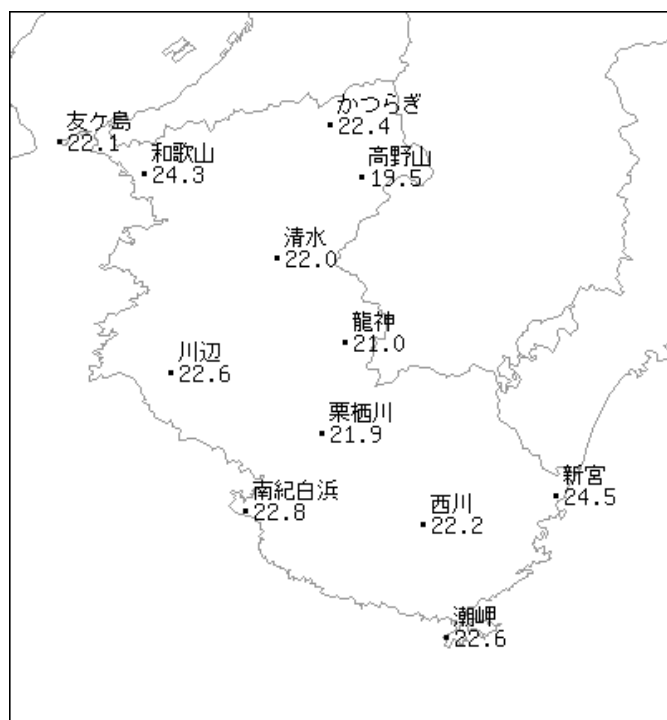 かつらぎ
22.4
友ケ島
22.1
和歌山
24.3
高野山
19.5
清水
22.0
龍神
21.0
川辺
22.6
栗栖川
21.9
新宮
24.5
南紀白浜
22.8
西川
22.2
潮岬
22.6